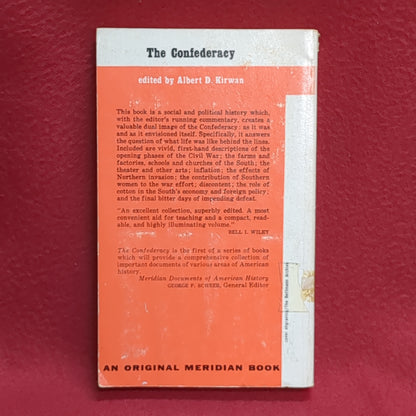 The Confederacy
edited by Albert D. Kirwan
This book is a social and political history which,
with the editor's running commentary, creates a
valuable dual image of the Confederacy: as it was
and as it envisioned itself. Specifically, it answers
the question of what life was like behind the lines.
Included are vivid, first-hand descriptions of the
opening phases of the Civil War; the farms and
factories, schools and churches of the South; the
theater and other arts; inflation; the effects of
Northern invasion; the contribution of Southern
women to the war effort; discontent; the role of
cotton in the South's economy and foreign policy;
and the final bitter days of impending defeat.
"An excellent collection, superbly edited. A most
convenient aid for teaching and a compact, read-
able, and highly illuminating volume."
BELL I. WILEY
The Confederacy is the first of a series of books
which will provide a comprehensive collection of
important documents of various areas of American
history.
Meridian Documents of American History
GEORGE F. SCHEER, General Editor
AN ORIGINAL MERIDIAN BOOK
cover engraving/The Bettmann Archive